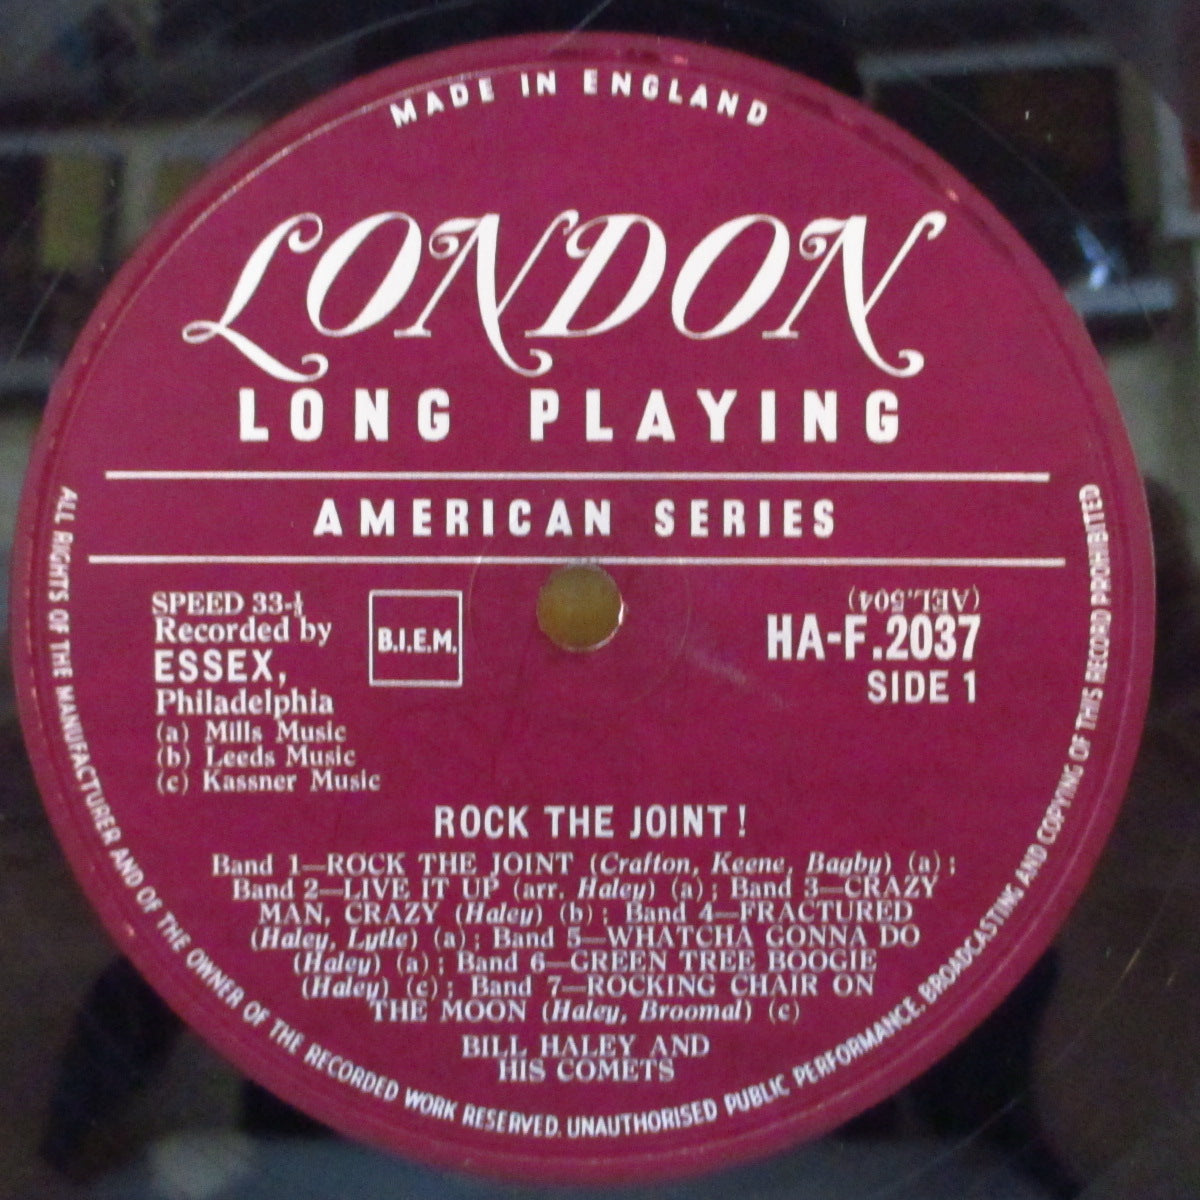 MADE IN ENGLAND
LONDON
LONG PLAYING
AMERICAN SERIES
SPEED 33-⅓
Recorded by
ESSEX,
Philadelphia
(a) Mills Music
(b) Leeds Music
(c) Kassner Music
B.I.E.M.
(AEL.504)
HA-F.2037
SIDE 1
ROCK THE JOINT!
Band 1—ROCK THE JOINT (Crafton, Keene, Bagby) (a);
Band 2—LIVE IT UP (arr. Haley) (a); Band 3—CRAZY
MAN, CRAZY (Haley) (b); Band 4—FRACTURED
(Haley, Lytle) (a); Band 5—WHATCHA GONNA DO
(Haley) (a); Band 6—GREEN TREE BOOGIE
(Haley) (c); Band 7—ROCKING CHAIR ON
THE MOON (Haley, Broomal) (c)
BILL HALEY AND
HIS COMETS
ALL RIGHTS OF THE MANUFACTURER AND OF THE OWNER OF THE RECORDED WORK RESERVED. UNAUTHORISED PUBLIC PERFORMANCE, BROADCASTING AND COPYING OF THIS RECORD PROHIBITED